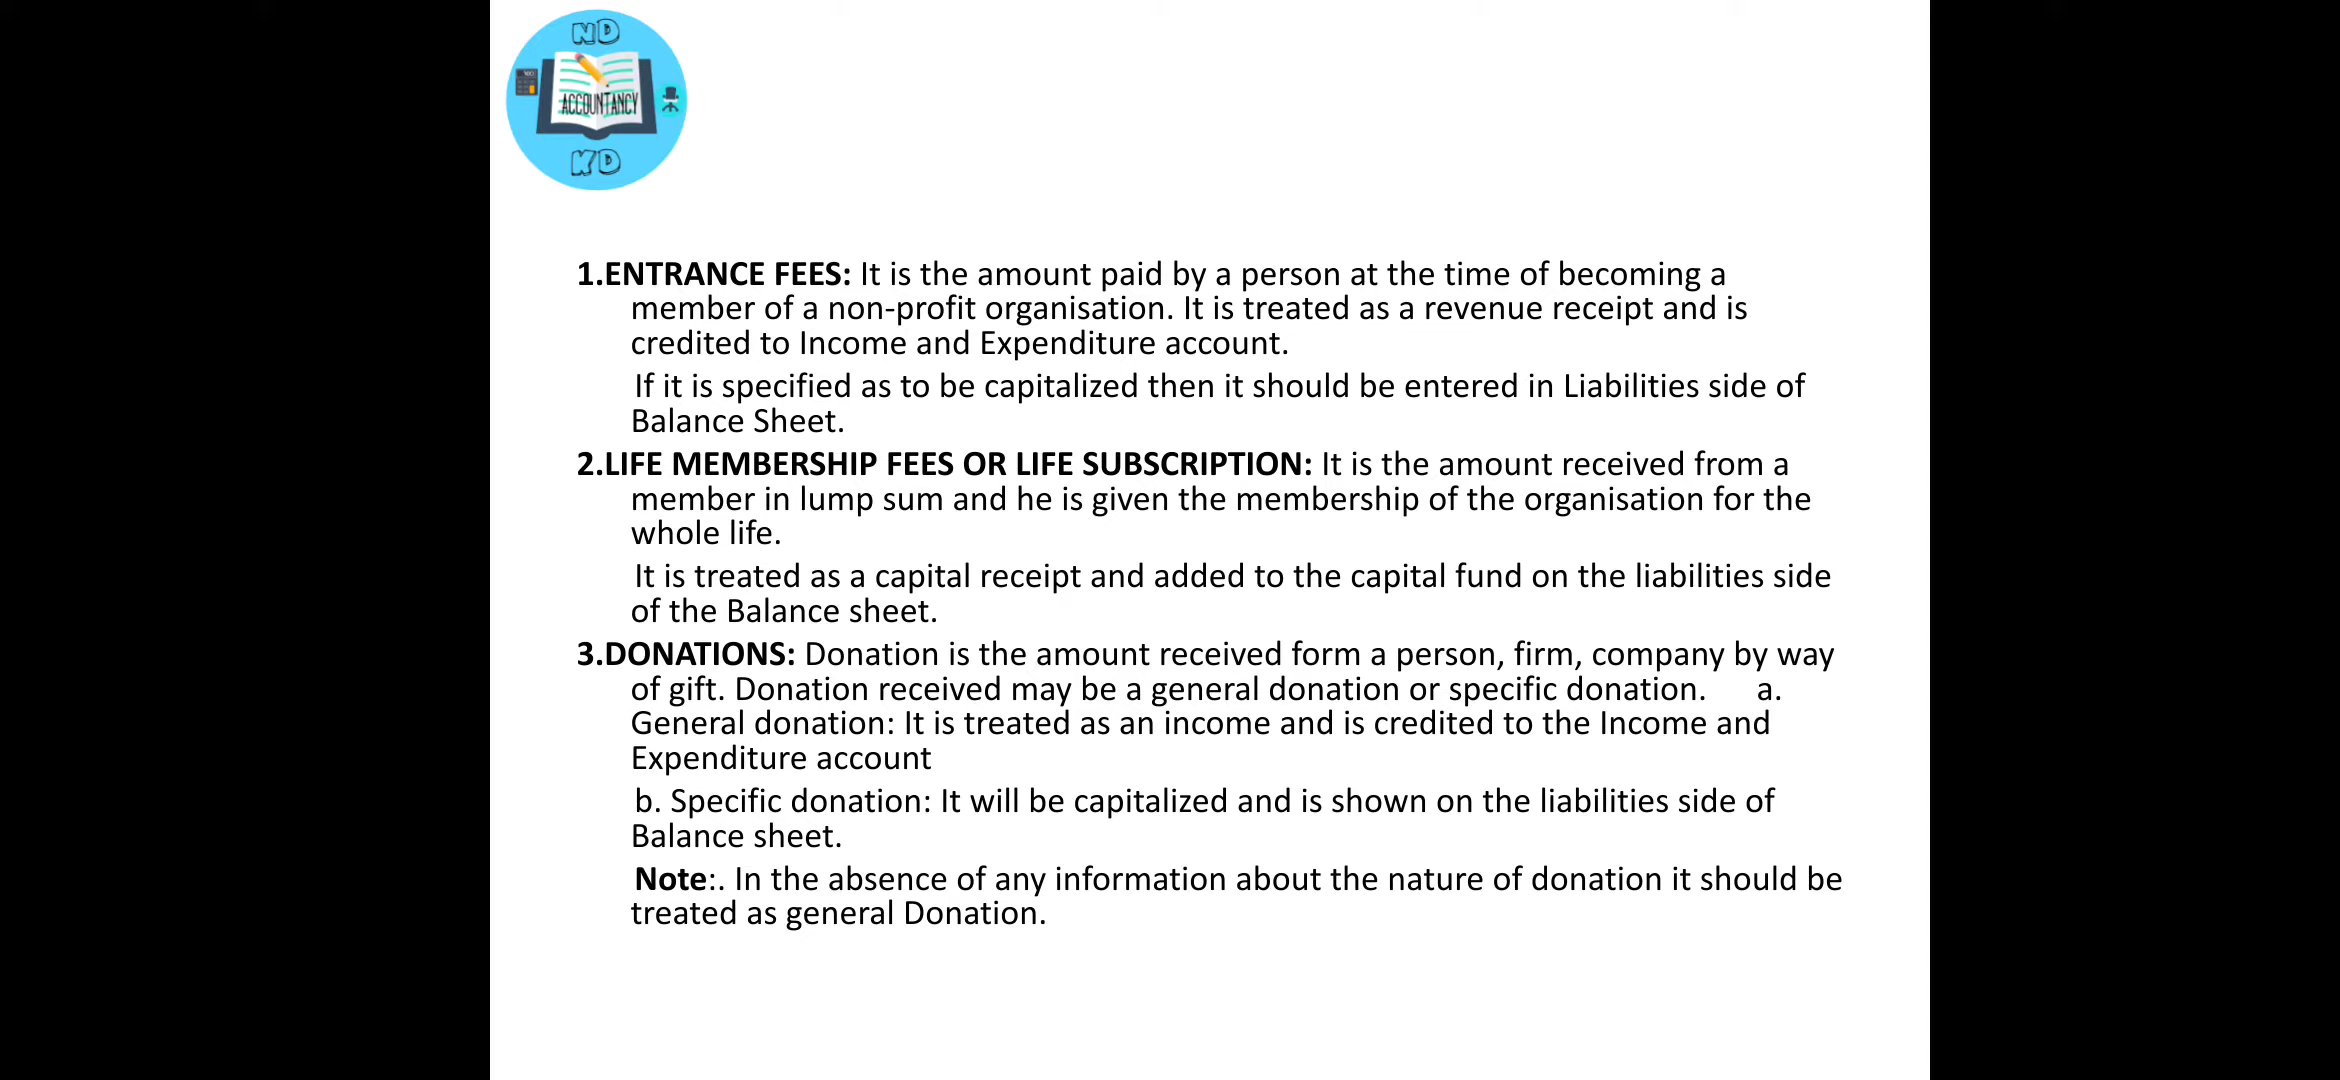 ND
ACCOUNTANCY
KD
1.ENTRANCE FEES: It is the amount paid by a person at the time of becoming a
member of a non-profit organisation. It is treated as a revenue receipt and is
credited to Income and Expenditure account.
If it is specified as to be capitalized then it should be entered in Liabilities side of
Balance Sheet.
2.LIFE MEMBERSHIP FEES OR LIFE SUBSCRIPTION: It is the amount received from a
member in lump sum and he is given the membership of the organisation for the
whole life.
It is treated as a capital receipt and added to the capital fund on the liabilities side
of the Balance sheet.
3.DONATIONS: Donation is the amount received form a person, firm, company by way
of gift. Donation received may be a general donation or specific donation. a.
General donation: It is treated as an income and is credited to the Income and
Expenditure account
b. Specific donation: It will be capitalized and is shown on the liabilities side of
Balance sheet.
Note:. In the absence of any information about the nature of donation it should be
treated as general Donation.